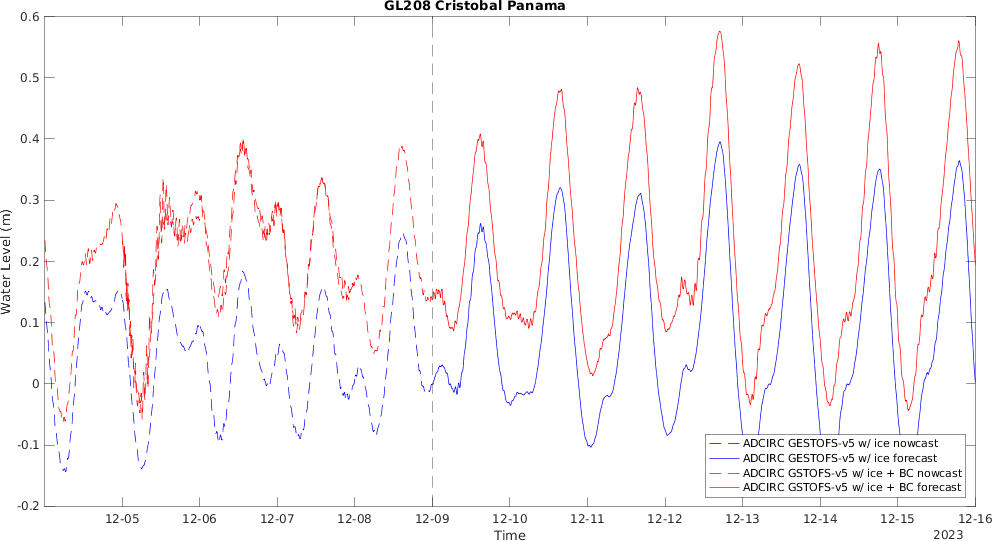 GL208 Cristobal Panama
0.6
0.5
0.4
0.3
0.2
0.1
0
-0.1
-0.2
Water Level (m)
ADCIRC GESTOFS-v5 w/ ice nowcast
ADCIRC GESTOFS-v5 w/ ice forecast
ADCIRC GSTOFS-v5 w/ ice + BC nowcast
ADCIRC GSTOFS-v5 w/ ice + BC forecast
12-05 12-06 12-07 12-08 12-09 12-10 12-11 12-12 12-13 12-14 12-15 12-16
Time
2023